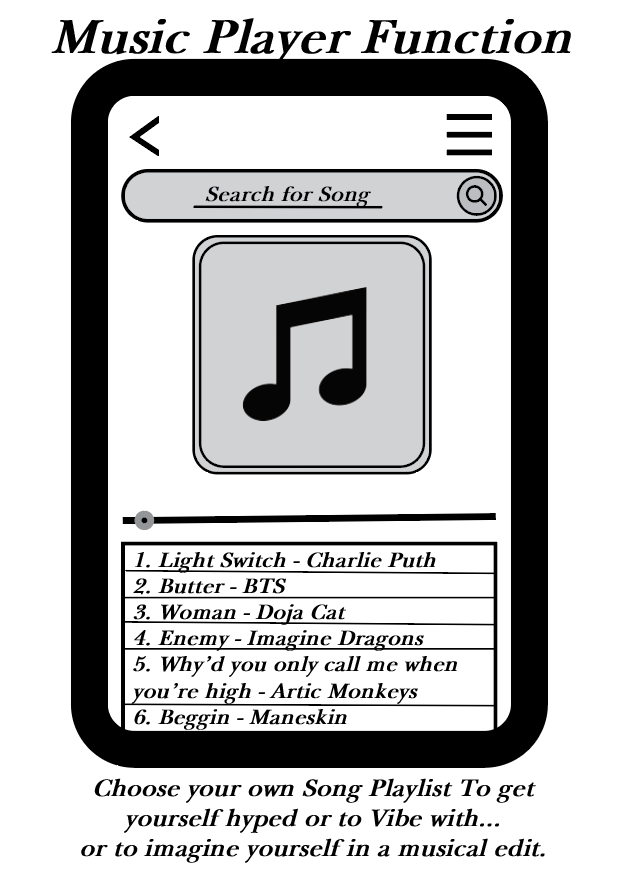 Music Player Function
Search for Song
1. Light Switch - Charlie Puth
2. Butter - BTS
3. Woman - Doja Cat
4. Enemy - Imagine Dragons
5. Why’d you only call me when
you’re high - Artic Monkeys
6. Beggin - Maneskin
Choose your own Song Playlist To get
yourself hyped or to Vibe with...
or to imagine yourself in a musical edit.